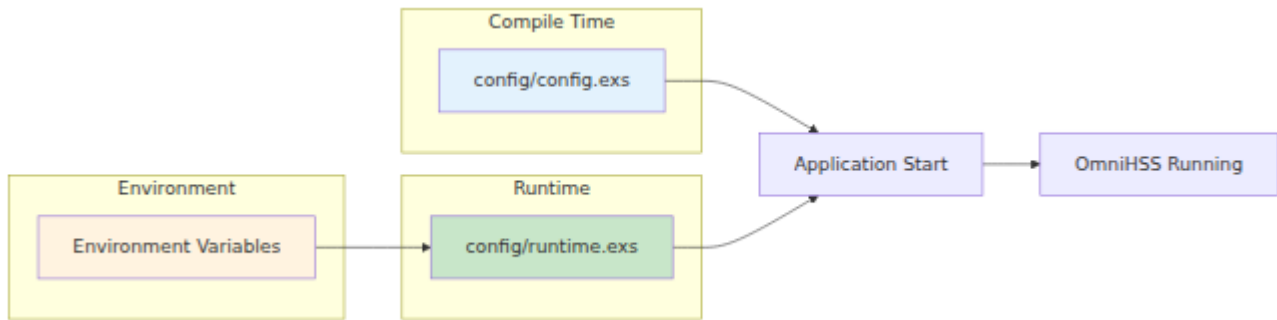 Compile Time
config/config.exs
Environment
Environment Variables
Runtime
config/runtime.exs
Application Start
OmniHSS Running